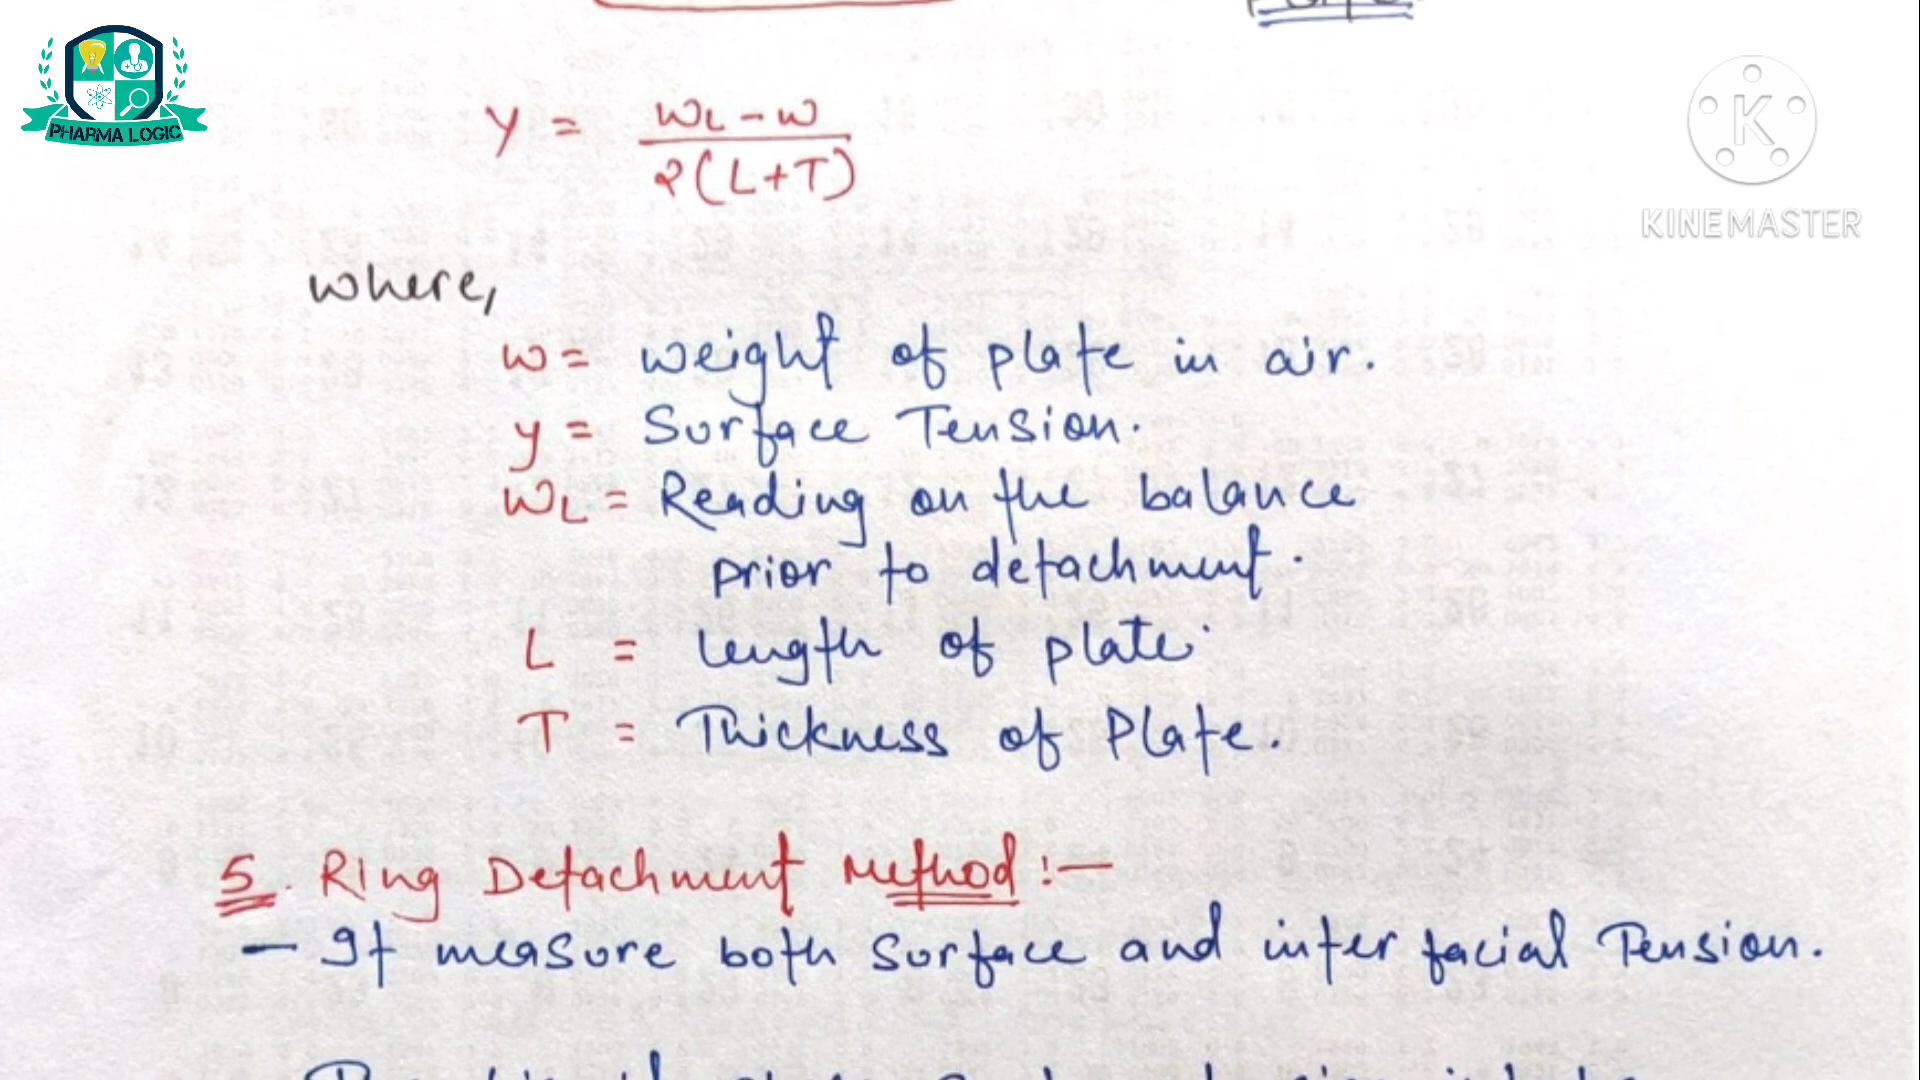 PHARMA LOGIC
K
KINEMASTER
y = WL - W / 2(L+T)
where,
W = weight of plate in air.
y = Surface Tension.
WL = Reading on the balance
prior to detachment.
L = length of plate.
T = Thickness of Plate.
5. Ring Detachment Method :-
- It measure both Surface and interfacial Tension.